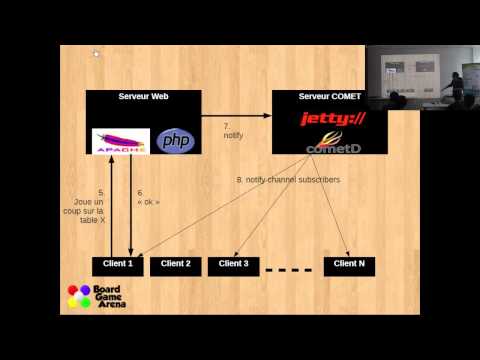 Serveur Web
Serveur COMET
APACHE
php
jetty://
cometD
7.
notify
8. notify-channel subscribers
5.
Joue un
coup sur la
table X
6.
« ok »
Client 1
Client 2
Client 3
Client N
Board
Game
Arena